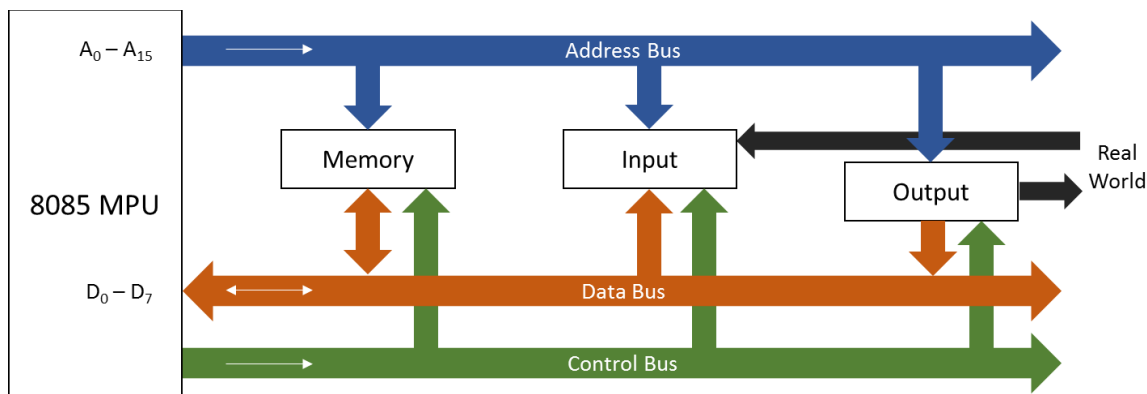 A₀ – A₁₅
Address Bus
Memory
Input
Real
World
Output
8085 MPU
D₀ – D₇
Data Bus
Control Bus